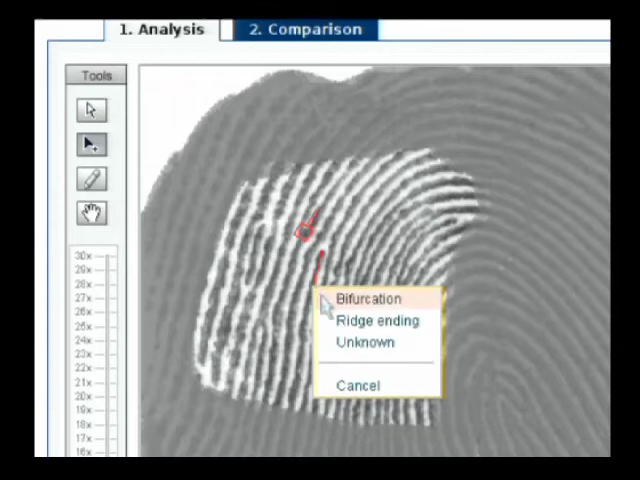 1. Analysis
2. Comparison
Tools
30x
29x
28x
27x
26x
25x
24x
23x
22x
21x
20x
19x
18x
17x
16x
Bifurcation
Ridge ending
Unknown
Cancel